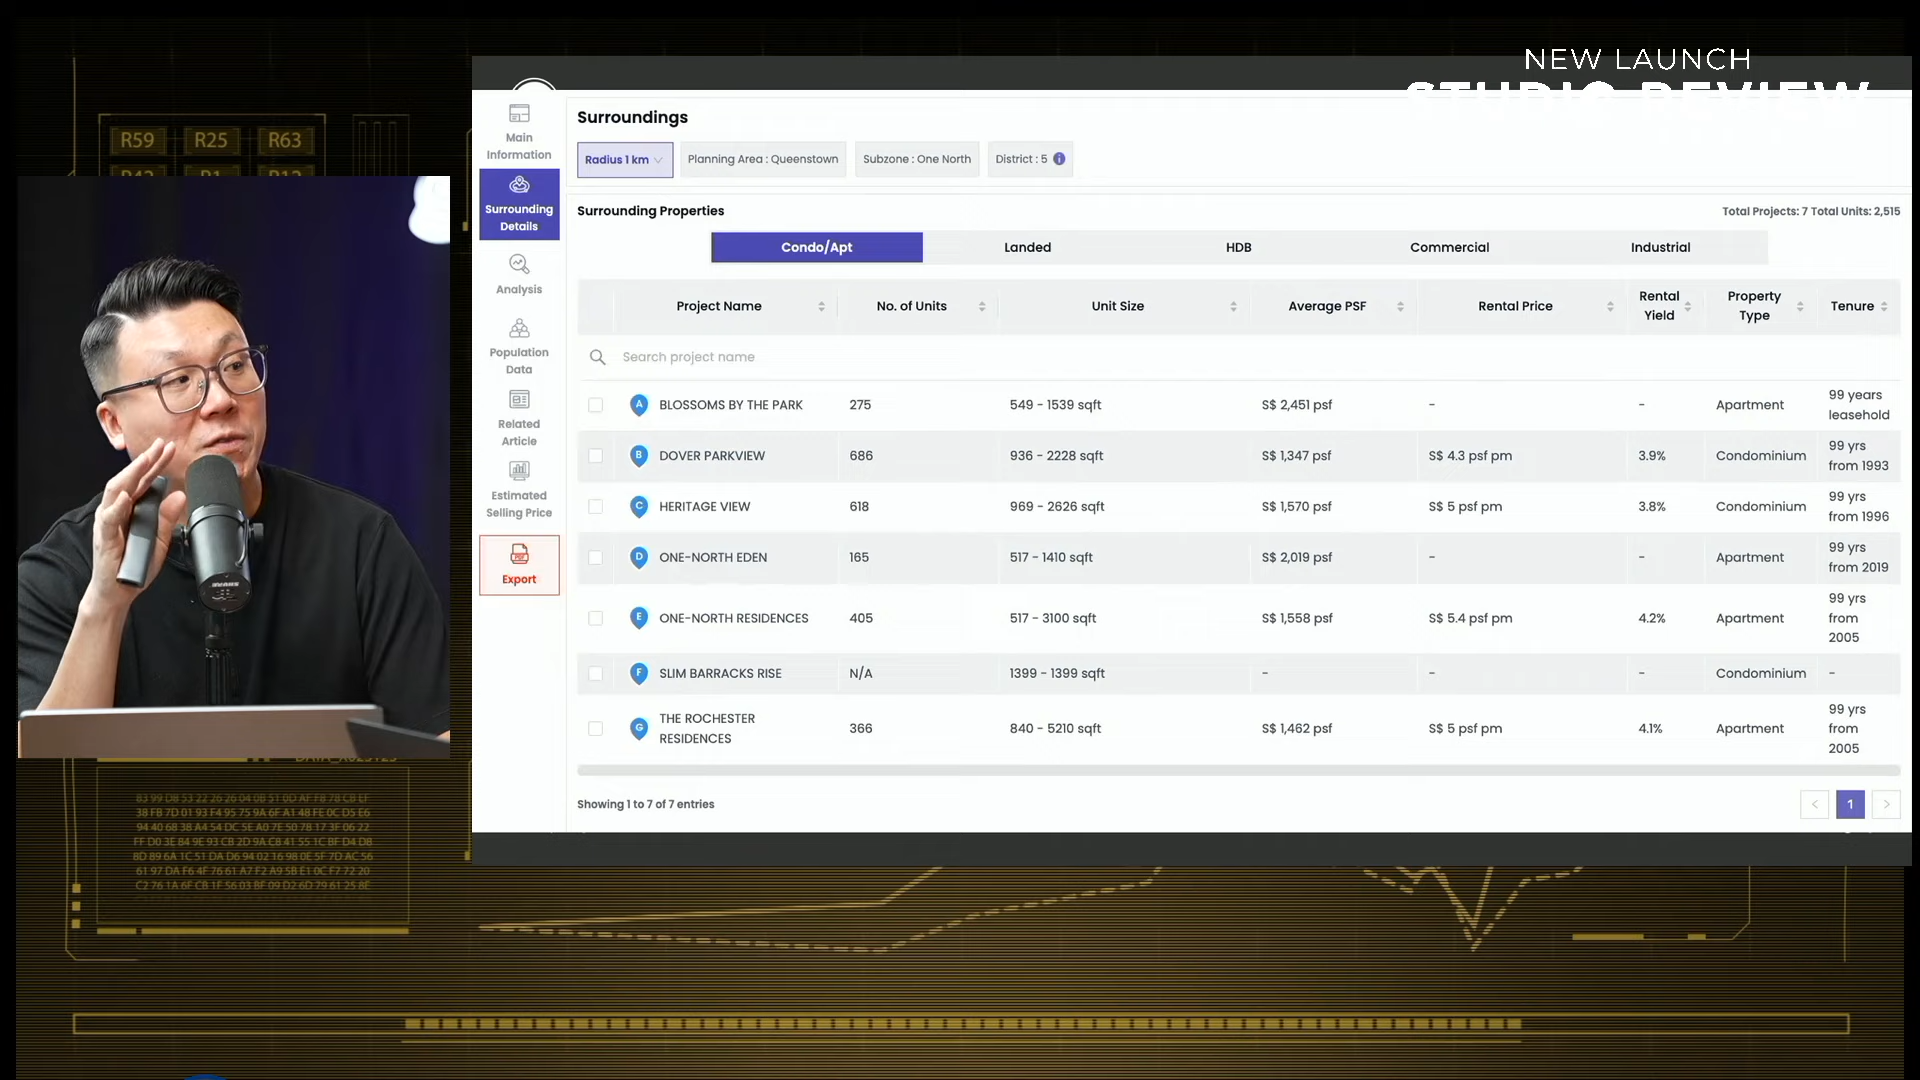 NEW LAUNCH
STUDIO REVIEW
R59 R25 R63
R42 R1 R12
Main
Information
Surrounding
Details
Analysis
Population
Data
Related
Article
Estimated
Selling Price
Export
Surroundings
Radius 1 km
Planning Area : Queenstown
Subzone : One North
District : 5
Surrounding Properties
Total Projects: 7 Total Units: 2,515
Condo/Apt Landed HDB Commercial Industrial
Project Name No. of Units Unit Size Average PSF Rental Price Rental Yield Property Type Tenure
Search project name
A BLOSSOMS BY THE PARK 275 549 - 1539 sqft S$ 2,451 psf - - Apartment 99 years leasehold
B DOVER PARKVIEW 686 936 - 2228 sqft S$ 1,347 psf S$ 4.3 psf pm 3.9% Condominium 99 yrs from 1993
C HERITAGE VIEW 618 969 - 2626 sqft S$ 1,570 psf S$ 5 psf pm 3.8% Condominium 99 yrs from 1996
D ONE-NORTH EDEN 165 517 - 1410 sqft S$ 2,019 psf - - Apartment 99 yrs from 2019
E ONE-NORTH RESIDENCES 405 517 - 3100 sqft S$ 1,558 psf S$ 5.4 psf pm 4.2% Apartment 99 yrs from 2005
F SLIM BARRACKS RISE N/A 1399 - 1399 sqft - - - Condominium -
G THE ROCHESTER RESIDENCES 366 840 - 5210 sqft S$ 1,462 psf S$ 5 psf pm 4.1% Apartment 99 yrs from 2005
Showing 1 to 7 of 7 entries
< 1 >
SHURE